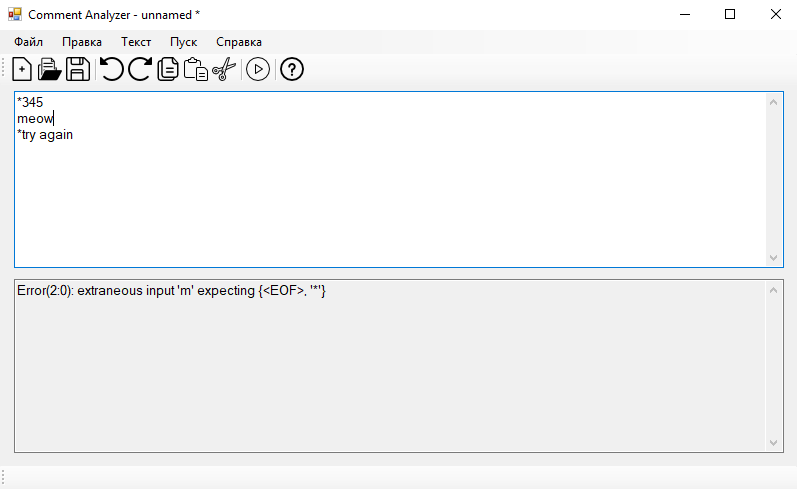 Comment Analyzer - unnamed *
Файл Правка Текст Пуск Справка
*345
meow
*try again
Error(2:0): extraneous input 'm' expecting {<EOF>, '*'}